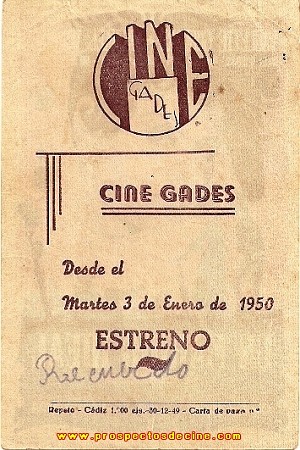 CINE
GADES
CINE GADES
Desde el
Martes 3 de Enero de 1950
ESTRENO
Repeto - Cádiz 1.000 ejs.-30-12-49 - Carta de pago nº
www.prospectosdecine.com